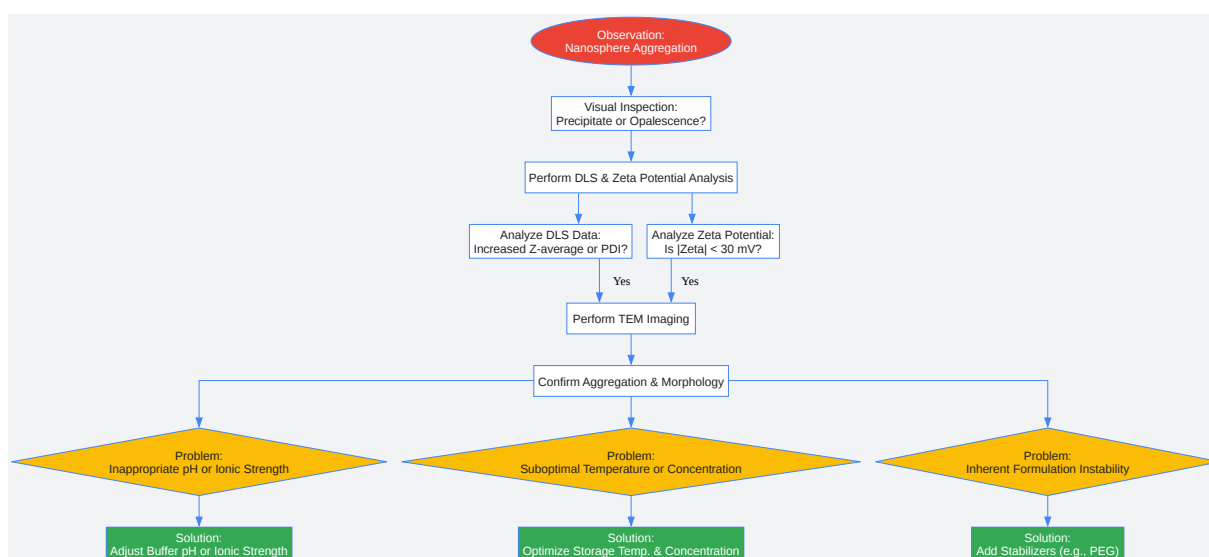 Observation:
Nanosphere Aggregation
Visual Inspection:
Precipitate or Opalescence?
Perform DLS & Zeta Potential Analysis
Analyze DLS Data:
Increased Z-average or PDI?
Analyze Zeta Potential:
Is |Zeta| < 30 mV?
Yes
Yes
Perform TEM Imaging
Confirm Aggregation & Morphology
Problem:
Inappropriate pH or Ionic Strength
Problem:
Suboptimal Temperature or Concentration
Problem:
Inherent Formulation Instability
Solution:
Adjust Buffer pH or Ionic Strength
Solution:
Optimize Storage Temp. & Concentration
Solution:
Add Stabilizers (e.g., PEG)